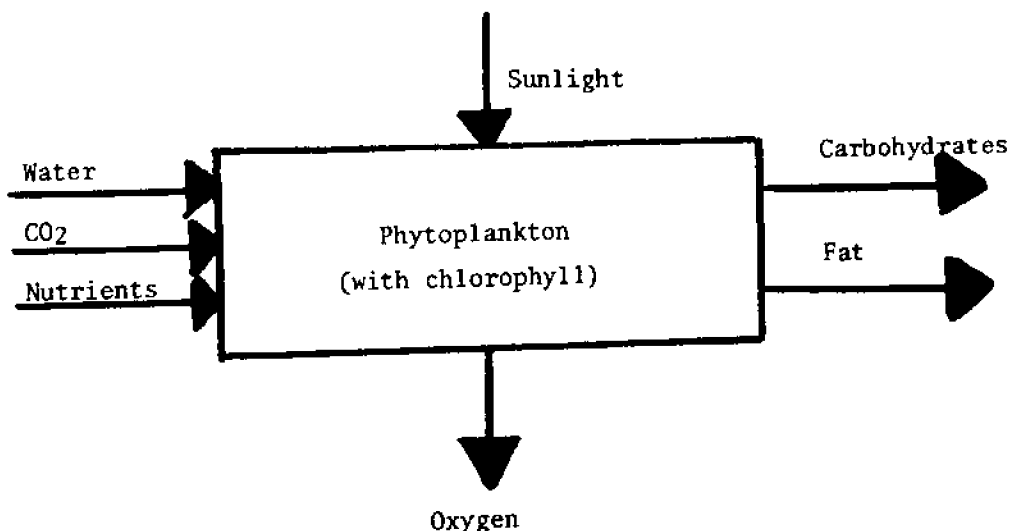 Sunlight
Carbohydrates
Water
CO2
Phytoplankton
(with chlorophyll)
Fat
Nutrients
Oxygen